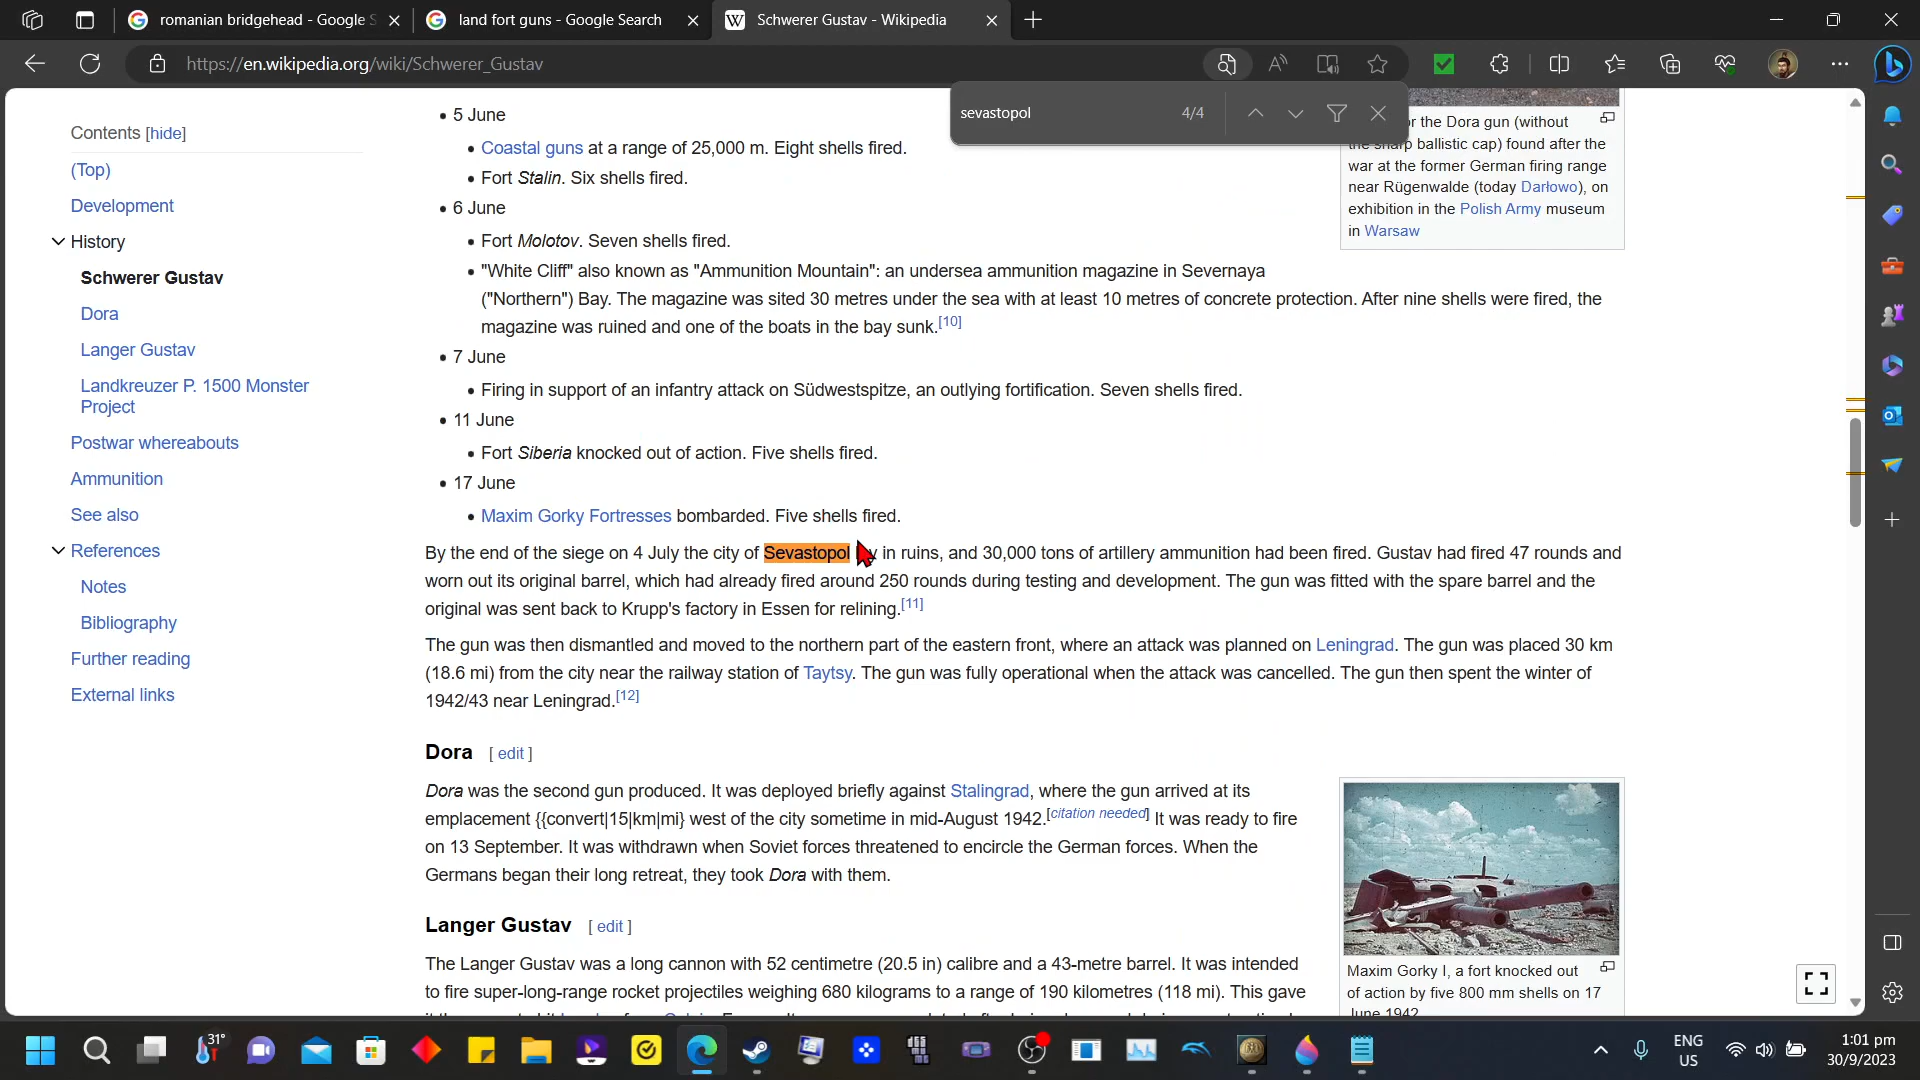 romanian bridgehead - Google S
land fort guns - Google Search
Schwerer Gustav - Wikipedia
https://en.wikipedia.org/wiki/Schwerer_Gustav
sevastopol 4/4
Contents [hide]
(Top)
Development
History
Schwerer Gustav
Dora
Langer Gustav
Landkreuzer P. 1500 Monster
Project
Postwar whereabouts
Ammunition
See also
References
Notes
Bibliography
Further reading
External links
• 5 June
• Coastal guns at a range of 25,000 m. Eight shells fired.
• Fort Stalin. Six shells fired.
• 6 June
• Fort Molotov. Seven shells fired.
• "White Cliff" also known as "Ammunition Mountain": an undersea ammunition magazine in Severnaya
("Northern") Bay. The magazine was sited 30 metres under the sea with at least 10 metres of concrete protection. After nine shells were fired, the
magazine was ruined and one of the boats in the bay sunk.[10]
• 7 June
• Firing in support of an infantry attack on Südwestspitze, an outlying fortification. Seven shells fired.
• 11 June
• Fort Siberia knocked out of action. Five shells fired.
• 17 June
• Maxim Gorky Fortresses bombarded. Five shells fired.
By the end of the siege on 4 July the city of Sevastopol in ruins, and 30,000 tons of artillery ammunition had been fired. Gustav had fired 47 rounds and
worn out its original barrel, which had already fired around 250 rounds during testing and development. The gun was fitted with the spare barrel and the
original was sent back to Krupp's factory in Essen for relining.[11]
The gun was then dismantled and moved to the northern part of the eastern front, where an attack was planned on Leningrad. The gun was placed 30 km
(18.6 mi) from the city near the railway station of Taytsy. The gun was fully operational when the attack was cancelled. The gun then spent the winter of
1942/43 near Leningrad.[12]
Dora [ edit ]
Dora was the second gun produced. It was deployed briefly against Stalingrad, where the gun arrived at its
emplacement {{convert|15|km|mi} west of the city sometime in mid-August 1942.[citation needed] It was ready to fire
on 13 September. It was withdrawn when Soviet forces threatened to encircle the German forces. When the
Germans began their long retreat, they took Dora with them.
Langer Gustav [ edit ]
The Langer Gustav was a long cannon with 52 centimetre (20.5 in) calibre and a 43-metre barrel. It was intended
to fire super-long-range rocket projectiles weighing 680 kilograms to a range of 190 kilometres (118 mi). This gave
or the Dora gun (without
the sharp ballistic cap) found after the
war at the former German firing range
near Rügenwalde (today Darłowo), on
exhibition in the Polish Army museum
in Warsaw
Maxim Gorky I, a fort knocked out
of action by five 800 mm shells on 17
June 1942
31°
ENG
US
1:01 pm
30/9/2023